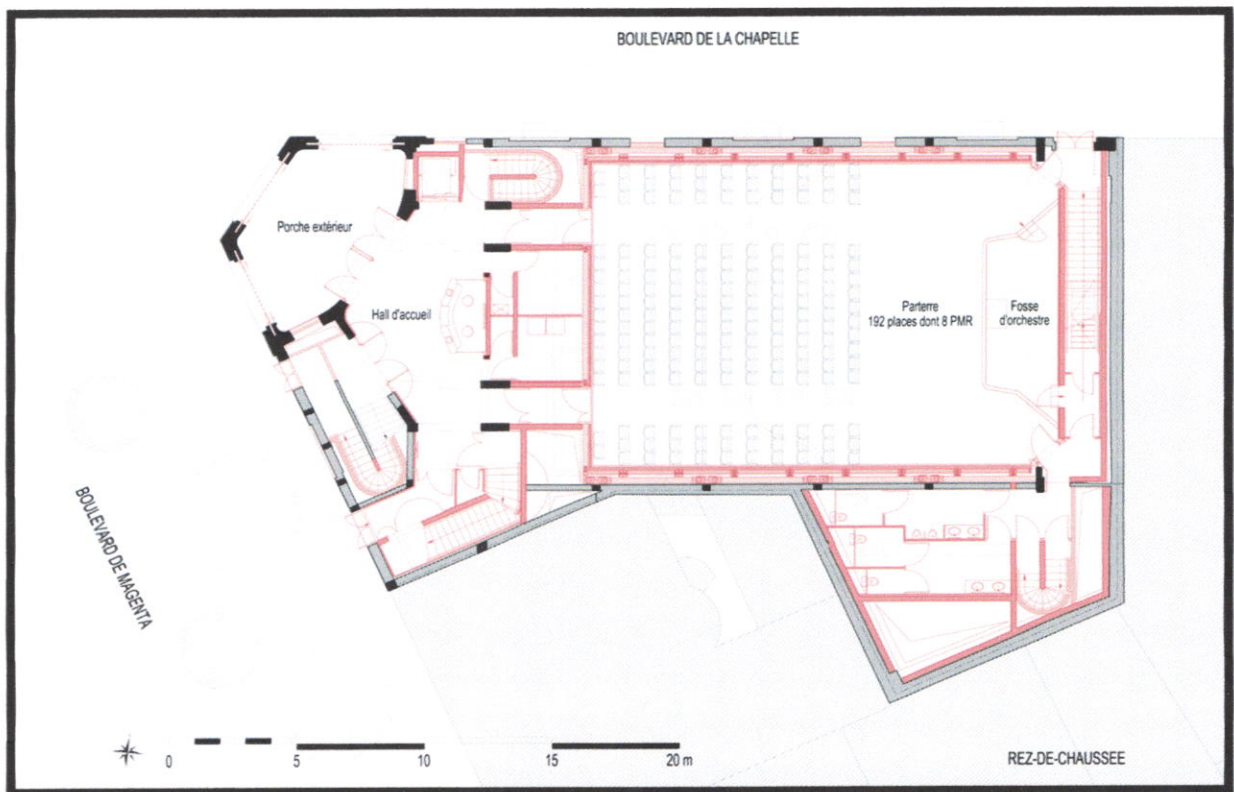 BOULEVARD DE LA CHAPELLE
Porche extérieur
Hall d'accueil
Parterre
192 places dont 8 PMR
Fosse
d'orchestre
BOULEVARD DE MAGENTA
0 5 10 15 20 m
REZ-DE-CHAUSSEE